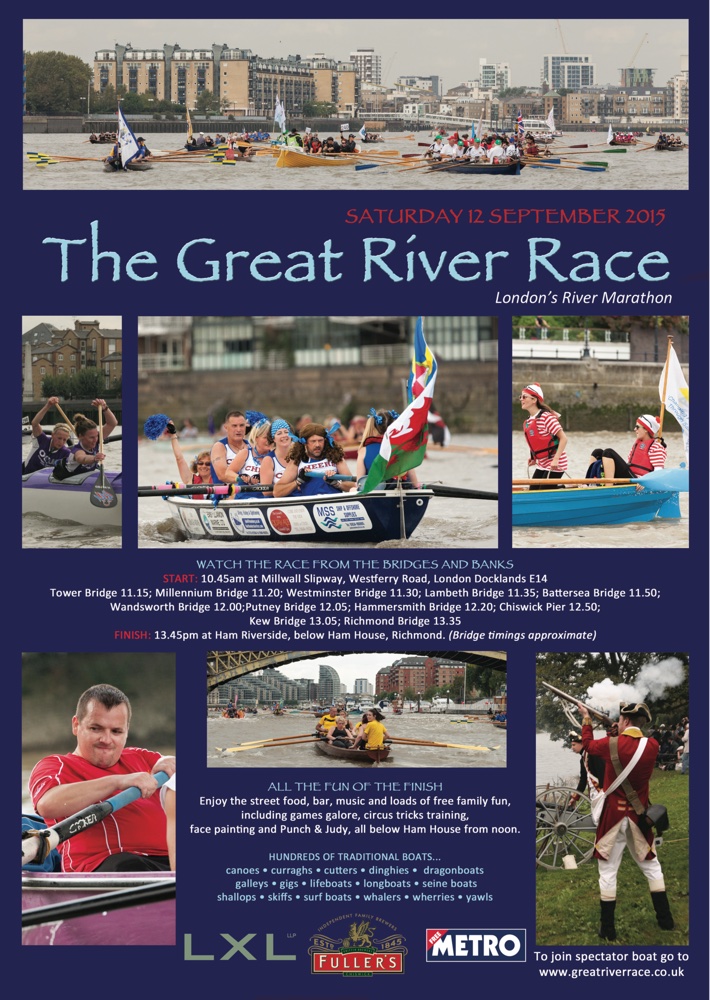 SATURDAY 12 SEPTEMBER 2015
The Great River Race
London's River Marathon
CHEERS
MSS
WATCH THE RACE FROM THE BRIDGES AND BANKS
START: 10.45am at Millwall Slipway, Westferry Road, London Docklands E14
Tower Bridge 11.15; Millennium Bridge 11.20; Westminster Bridge 11.30; Lambeth Bridge 11.35; Battersea Bridge 11.50;
Wandsworth Bridge 12.00;Putney Bridge 12.05; Hammersmith Bridge 12.20; Chiswick Pier 12.50;
Kew Bridge 13.05; Richmond Bridge 13.35
FINISH: 13.45pm at Ham Riverside, below Ham House, Richmond. (Bridge timings approximate)
ALL THE FUN OF THE FINISH
Enjoy the street food, bar, music and loads of free family fun,
including games galore, circus tricks training,
face painting and Punch & Judy, all below Ham House from noon.
HUNDREDS OF TRADITIONAL BOATS...
canoes • curraghs • cutters • dinghies • dragonboats
galleys • gigs • lifeboats • longboats • seine boats
shallops • skiffs • surf boats • whalers • wherries • yawls
LXL LLP
INDEPENDENT FAMILY BREWERS
ESTD 1845
FULLER'S
FREE METRO
To join spectator boat go to
www.greatriverrace.co.uk